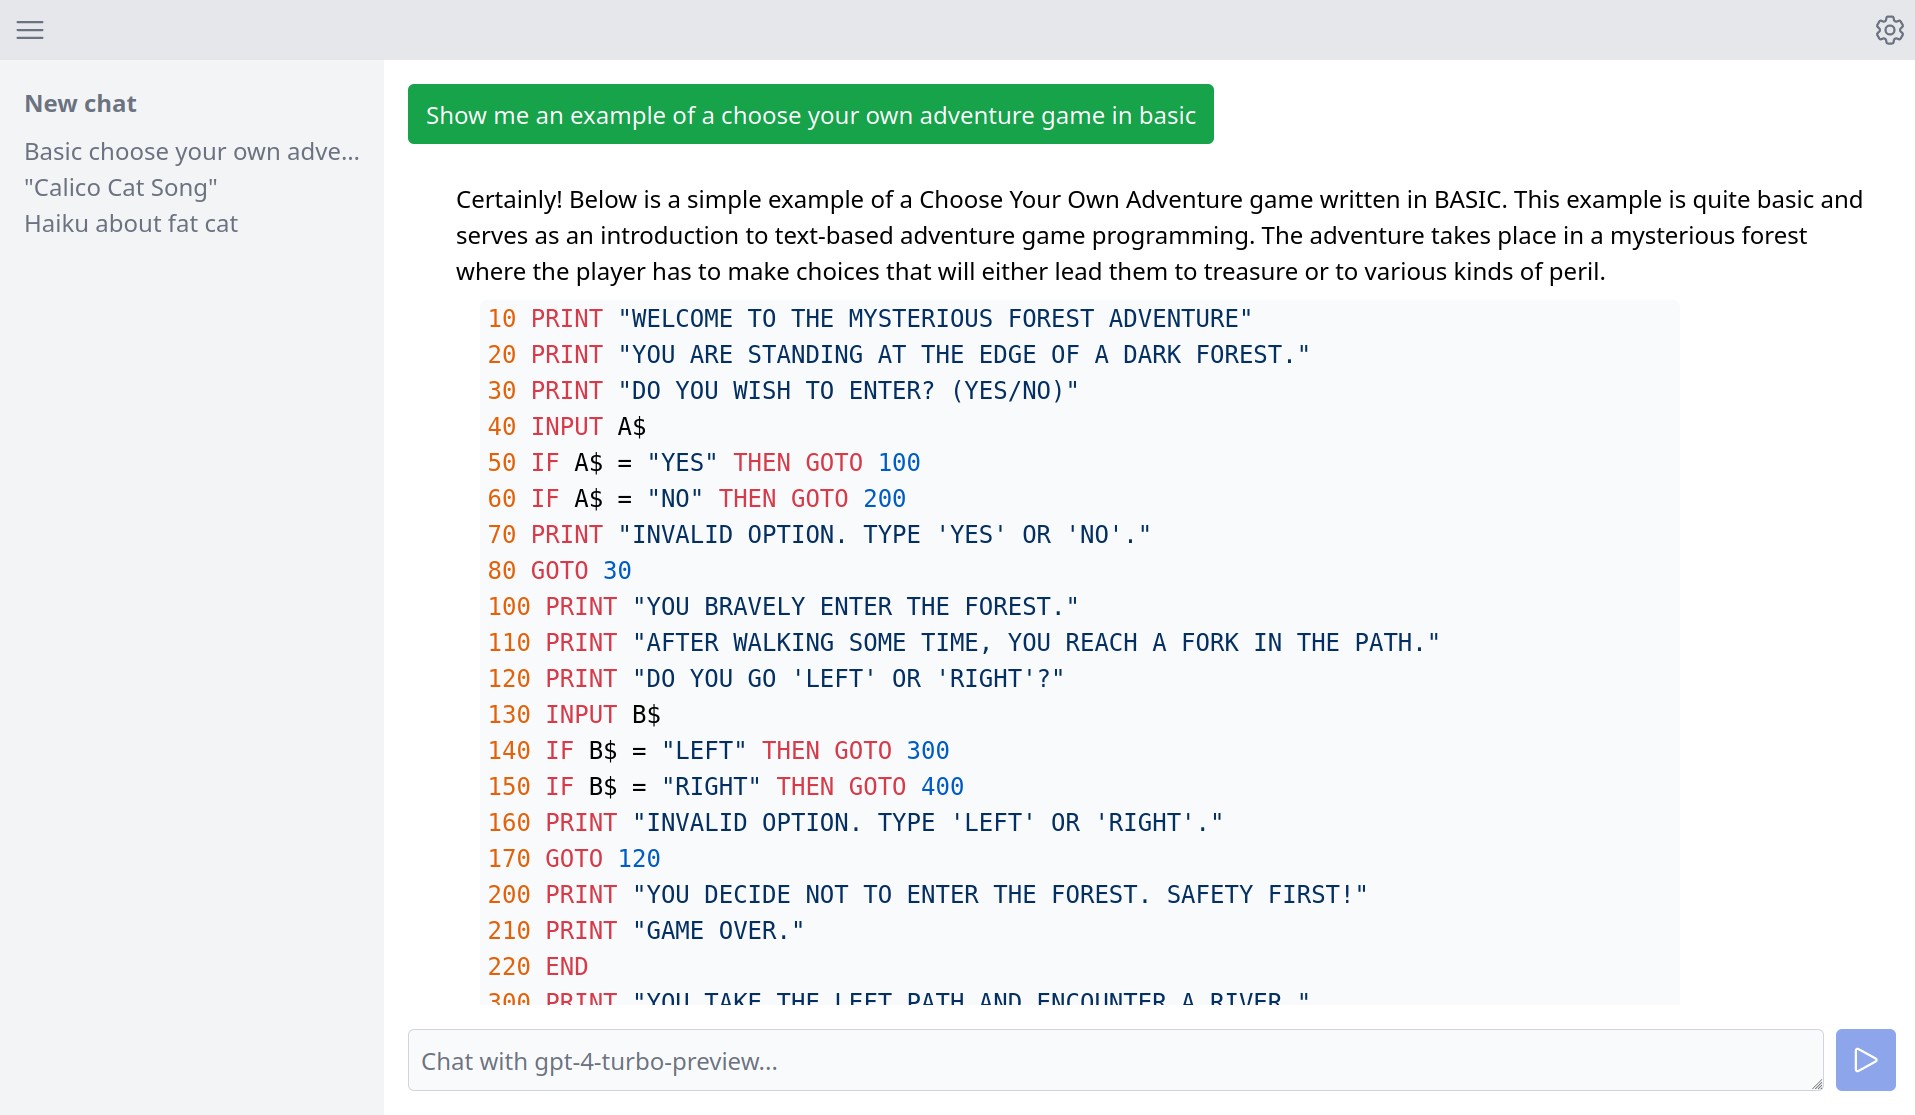 New chat
Basic choose your own adve...
"Calico Cat Song"
Haiku about fat cat
Show me an example of a choose your own adventure game in basic
Certainly! Below is a simple example of a Choose Your Own Adventure game written in BASIC. This example is quite basic and
serves as an introduction to text-based adventure game programming. The adventure takes place in a mysterious forest
where the player has to make choices that will either lead them to treasure or to various kinds of peril.
10 PRINT "WELCOME TO THE MYSTERIOUS FOREST ADVENTURE"
20 PRINT "YOU ARE STANDING AT THE EDGE OF A DARK FOREST."
30 PRINT "DO YOU WISH TO ENTER? (YES/NO)"
40 INPUT A$
50 IF A$ = "YES" THEN GOTO 100
60 IF A$ = "NO" THEN GOTO 200
70 PRINT "INVALID OPTION. TYPE 'YES' OR 'NO'."
80 GOTO 30
100 PRINT "YOU BRAVELY ENTER THE FOREST."
110 PRINT "AFTER WALKING SOME TIME, YOU REACH A FORK IN THE PATH."
120 PRINT "DO YOU GO 'LEFT' OR 'RIGHT'?"
130 INPUT B$
140 IF B$ = "LEFT" THEN GOTO 300
150 IF B$ = "RIGHT" THEN GOTO 400
160 PRINT "INVALID OPTION. TYPE 'LEFT' OR 'RIGHT'."
170 GOTO 120
200 PRINT "YOU DECIDE NOT TO ENTER THE FOREST. SAFETY FIRST!"
210 PRINT "GAME OVER."
220 END
300 PRINT "YOU TAKE THE LEFT PATH AND ENCOUNTER A RIVER."
Chat with gpt-4-turbo-preview...